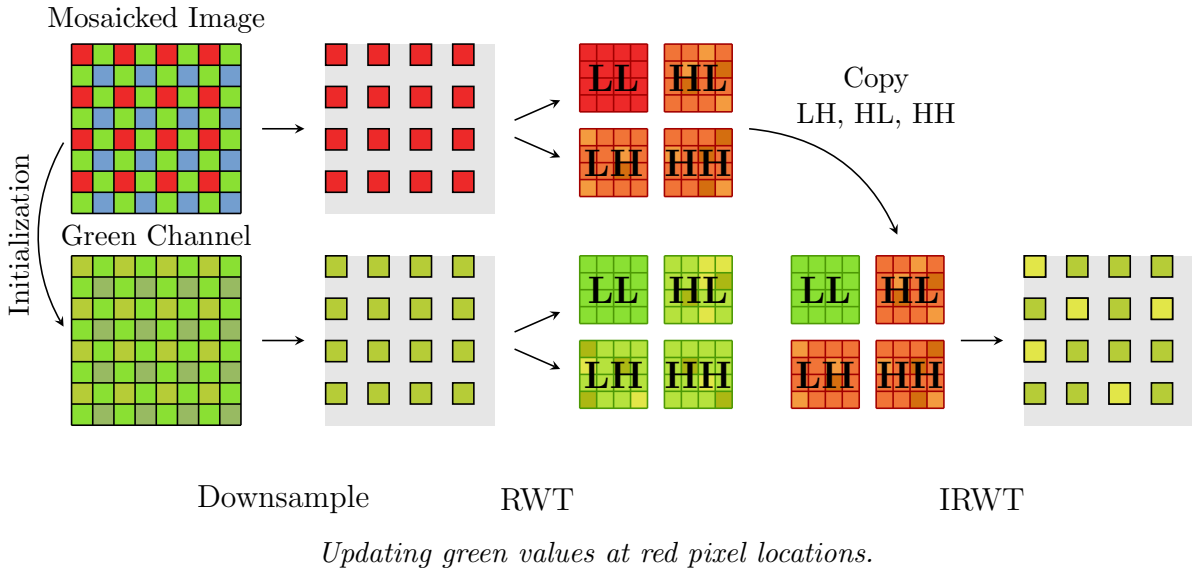 Mosaicked Image
LL
HL
LH
HH
Copy
LH, HL, HH
Initialization
Green Channel
LL
HL
LH
HH
LL
HL
LH
HH
Downsample
RWT
IRWT
Updating green values at red pixel locations.